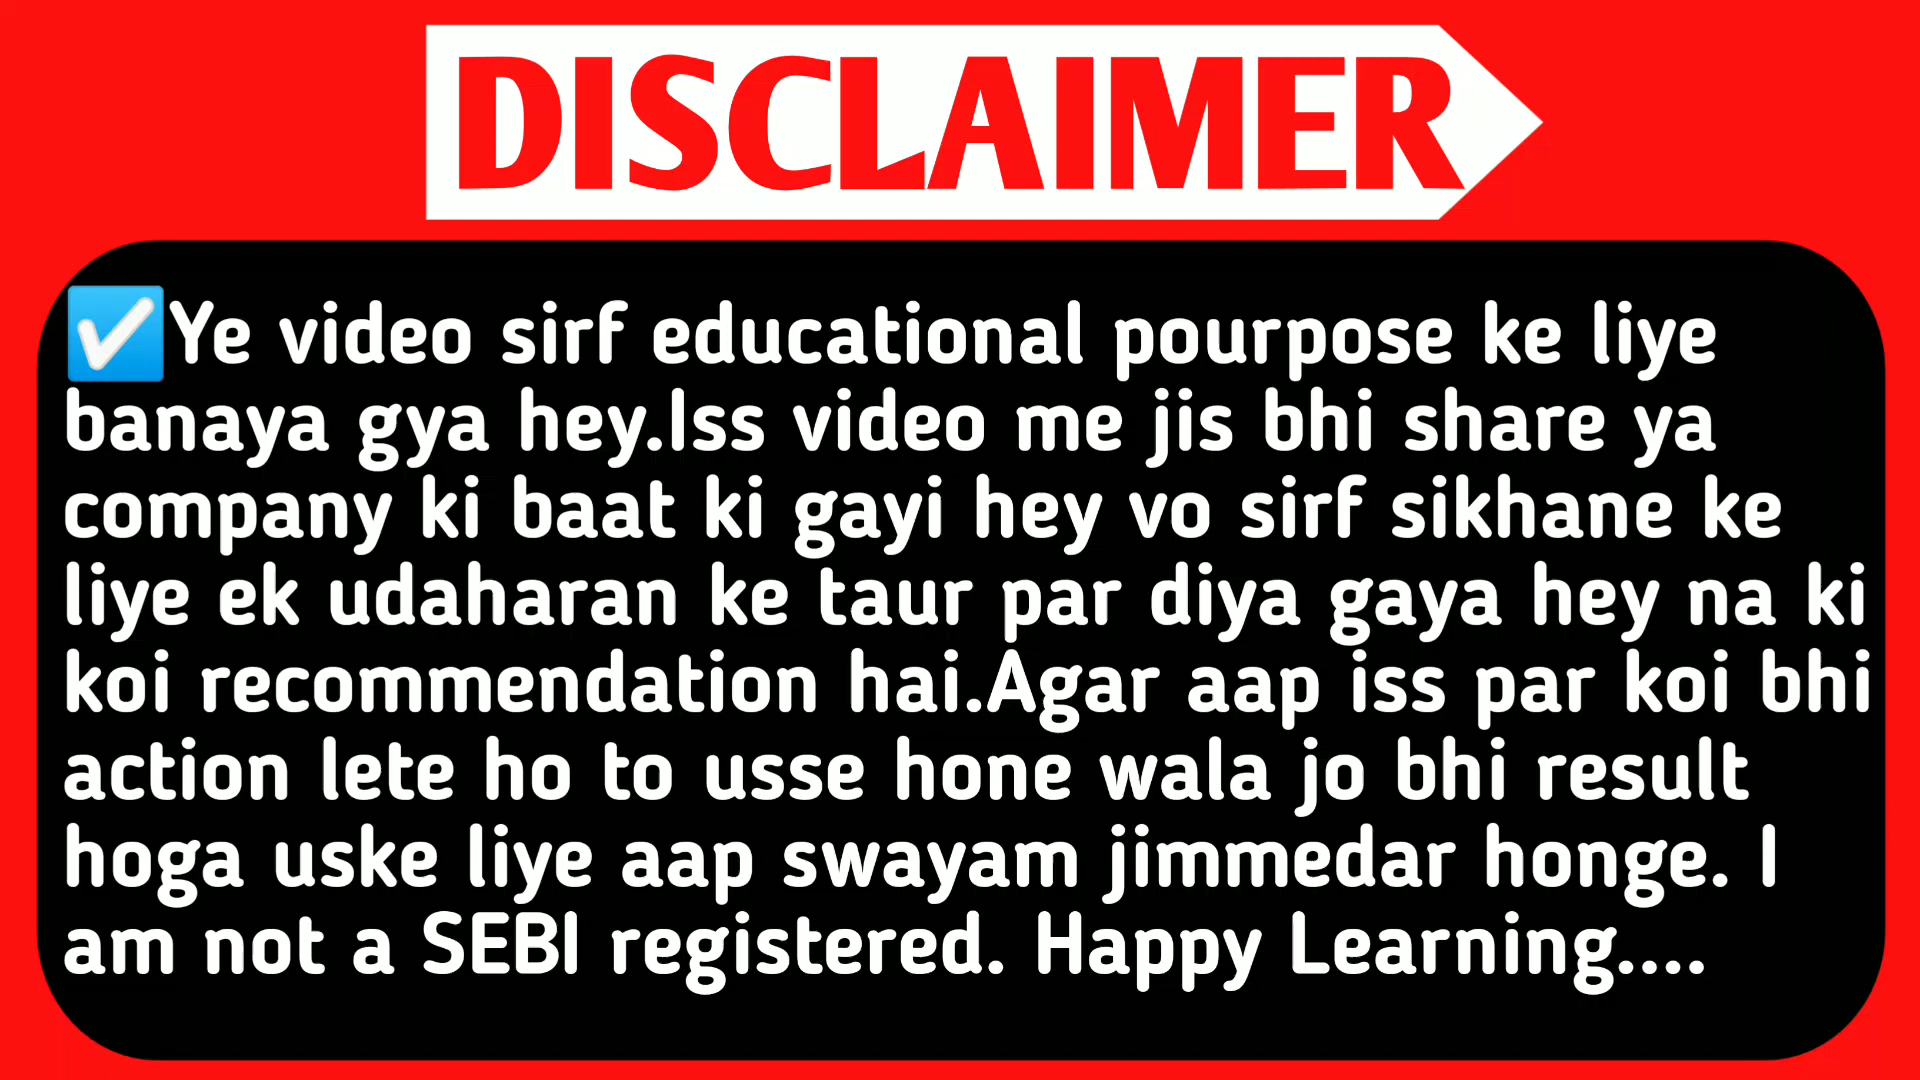 DISCLAIMER
☑Ye video sirf educational pourpose ke liye
banaya gya hey.Iss video me jis bhi share ya
company ki baat ki gayi hey vo sirf sikhane ke
liye ek udaharan ke taur par diya gaya hey na ki
koi recommendation hai.Agar aap iss par koi bhi
action lete ho to usse hone wala jo bhi result
hoga uske liye aap swayam jimmedar honge. I
am not a SEBI registered. Happy Learning....